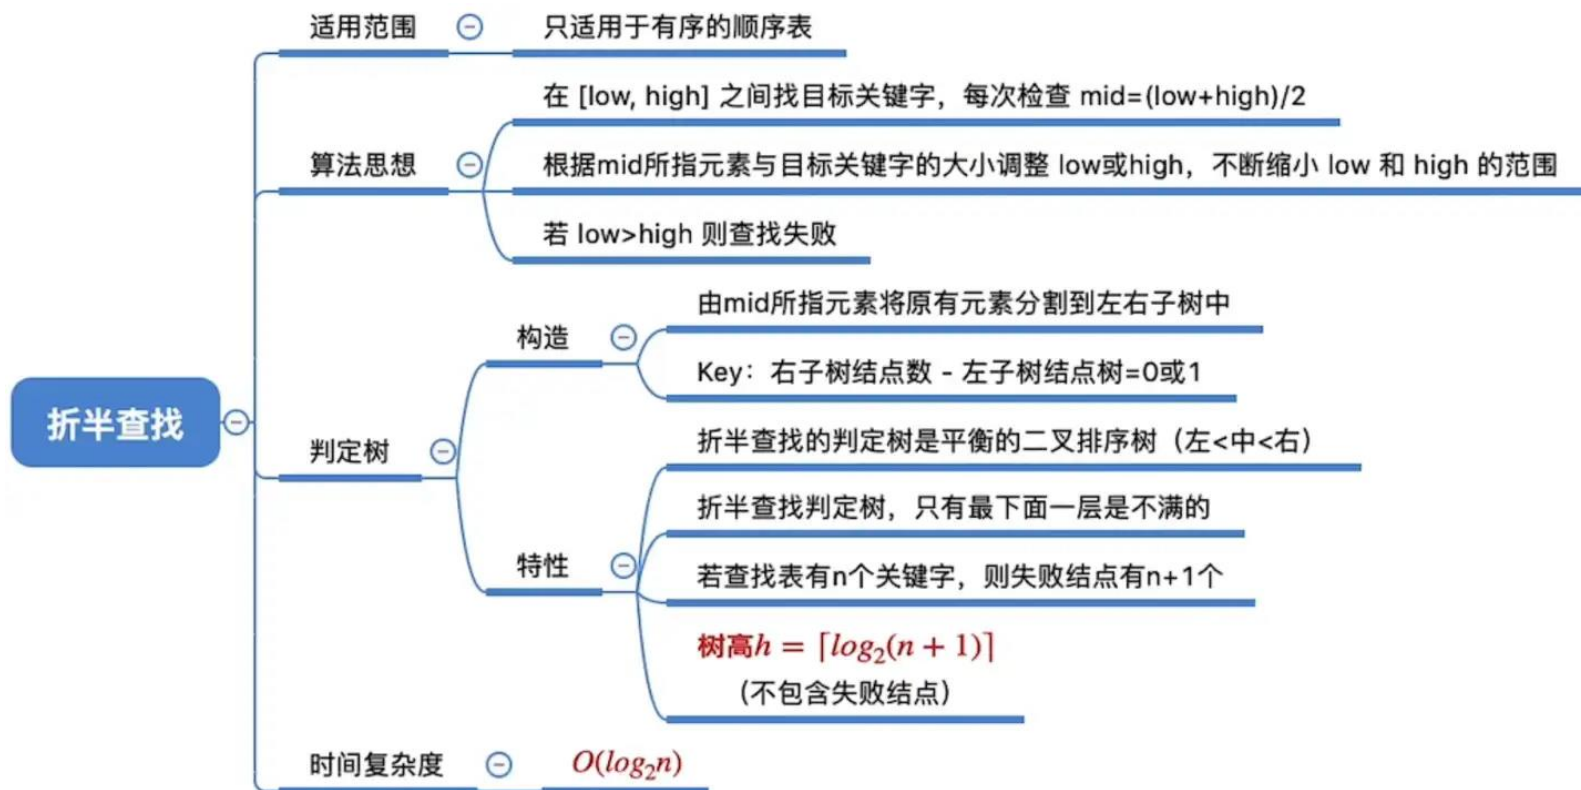 适用范围
只适用于有序的顺序表
在 [low, high] 之间找目标关键字，每次检查 mid=(low+high)/2
算法思想
根据mid所指元素与目标关键字的大小调整 low或high，不断缩小 low 和 high 的范围
若 low>high 则查找失败
折半查找
判定树
构造
由mid所指元素将原有元素分割到左右子树中
Key：右子树结点数 - 左子树结点树=0或1
特性
折半查找的判定树是平衡的二叉排序树（左<中<右）
折半查找判定树，只有最下面一层是不满的
若查找表有n个关键字，则失败结点有n+1个
树高h = ⌈log₂(n + 1)⌉
（不包含失败结点）
时间复杂度
O(log₂n)